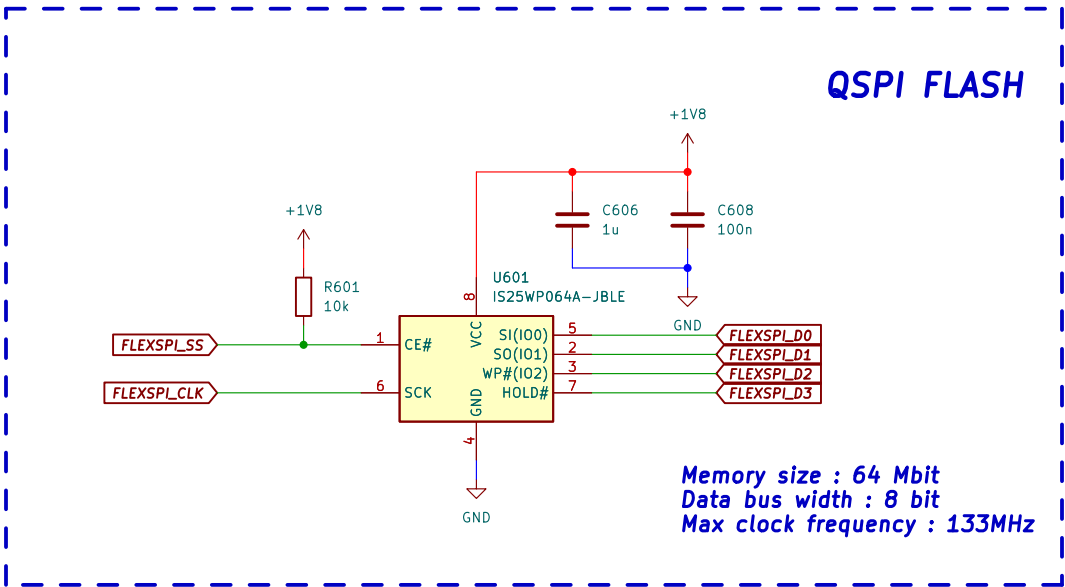 QSPI FLASH
+1V8
+1V8
C606
1u
C608
100n
R601
10k
U601
IS25WP064A-JBLE
GND
8
VCC
FLEXSPI_SS
1
CE#
FLEXSPI_CLK
6
SCK
SI(IO0)
5
FLEXSPI_D0
SO(IO1)
2
FLEXSPI_D1
WP#(IO2)
3
FLEXSPI_D2
HOLD#
7
FLEXSPI_D3
GND
4
GND
Memory size : 64 Mbit
Data bus width : 8 bit
Max clock frequency : 133MHz